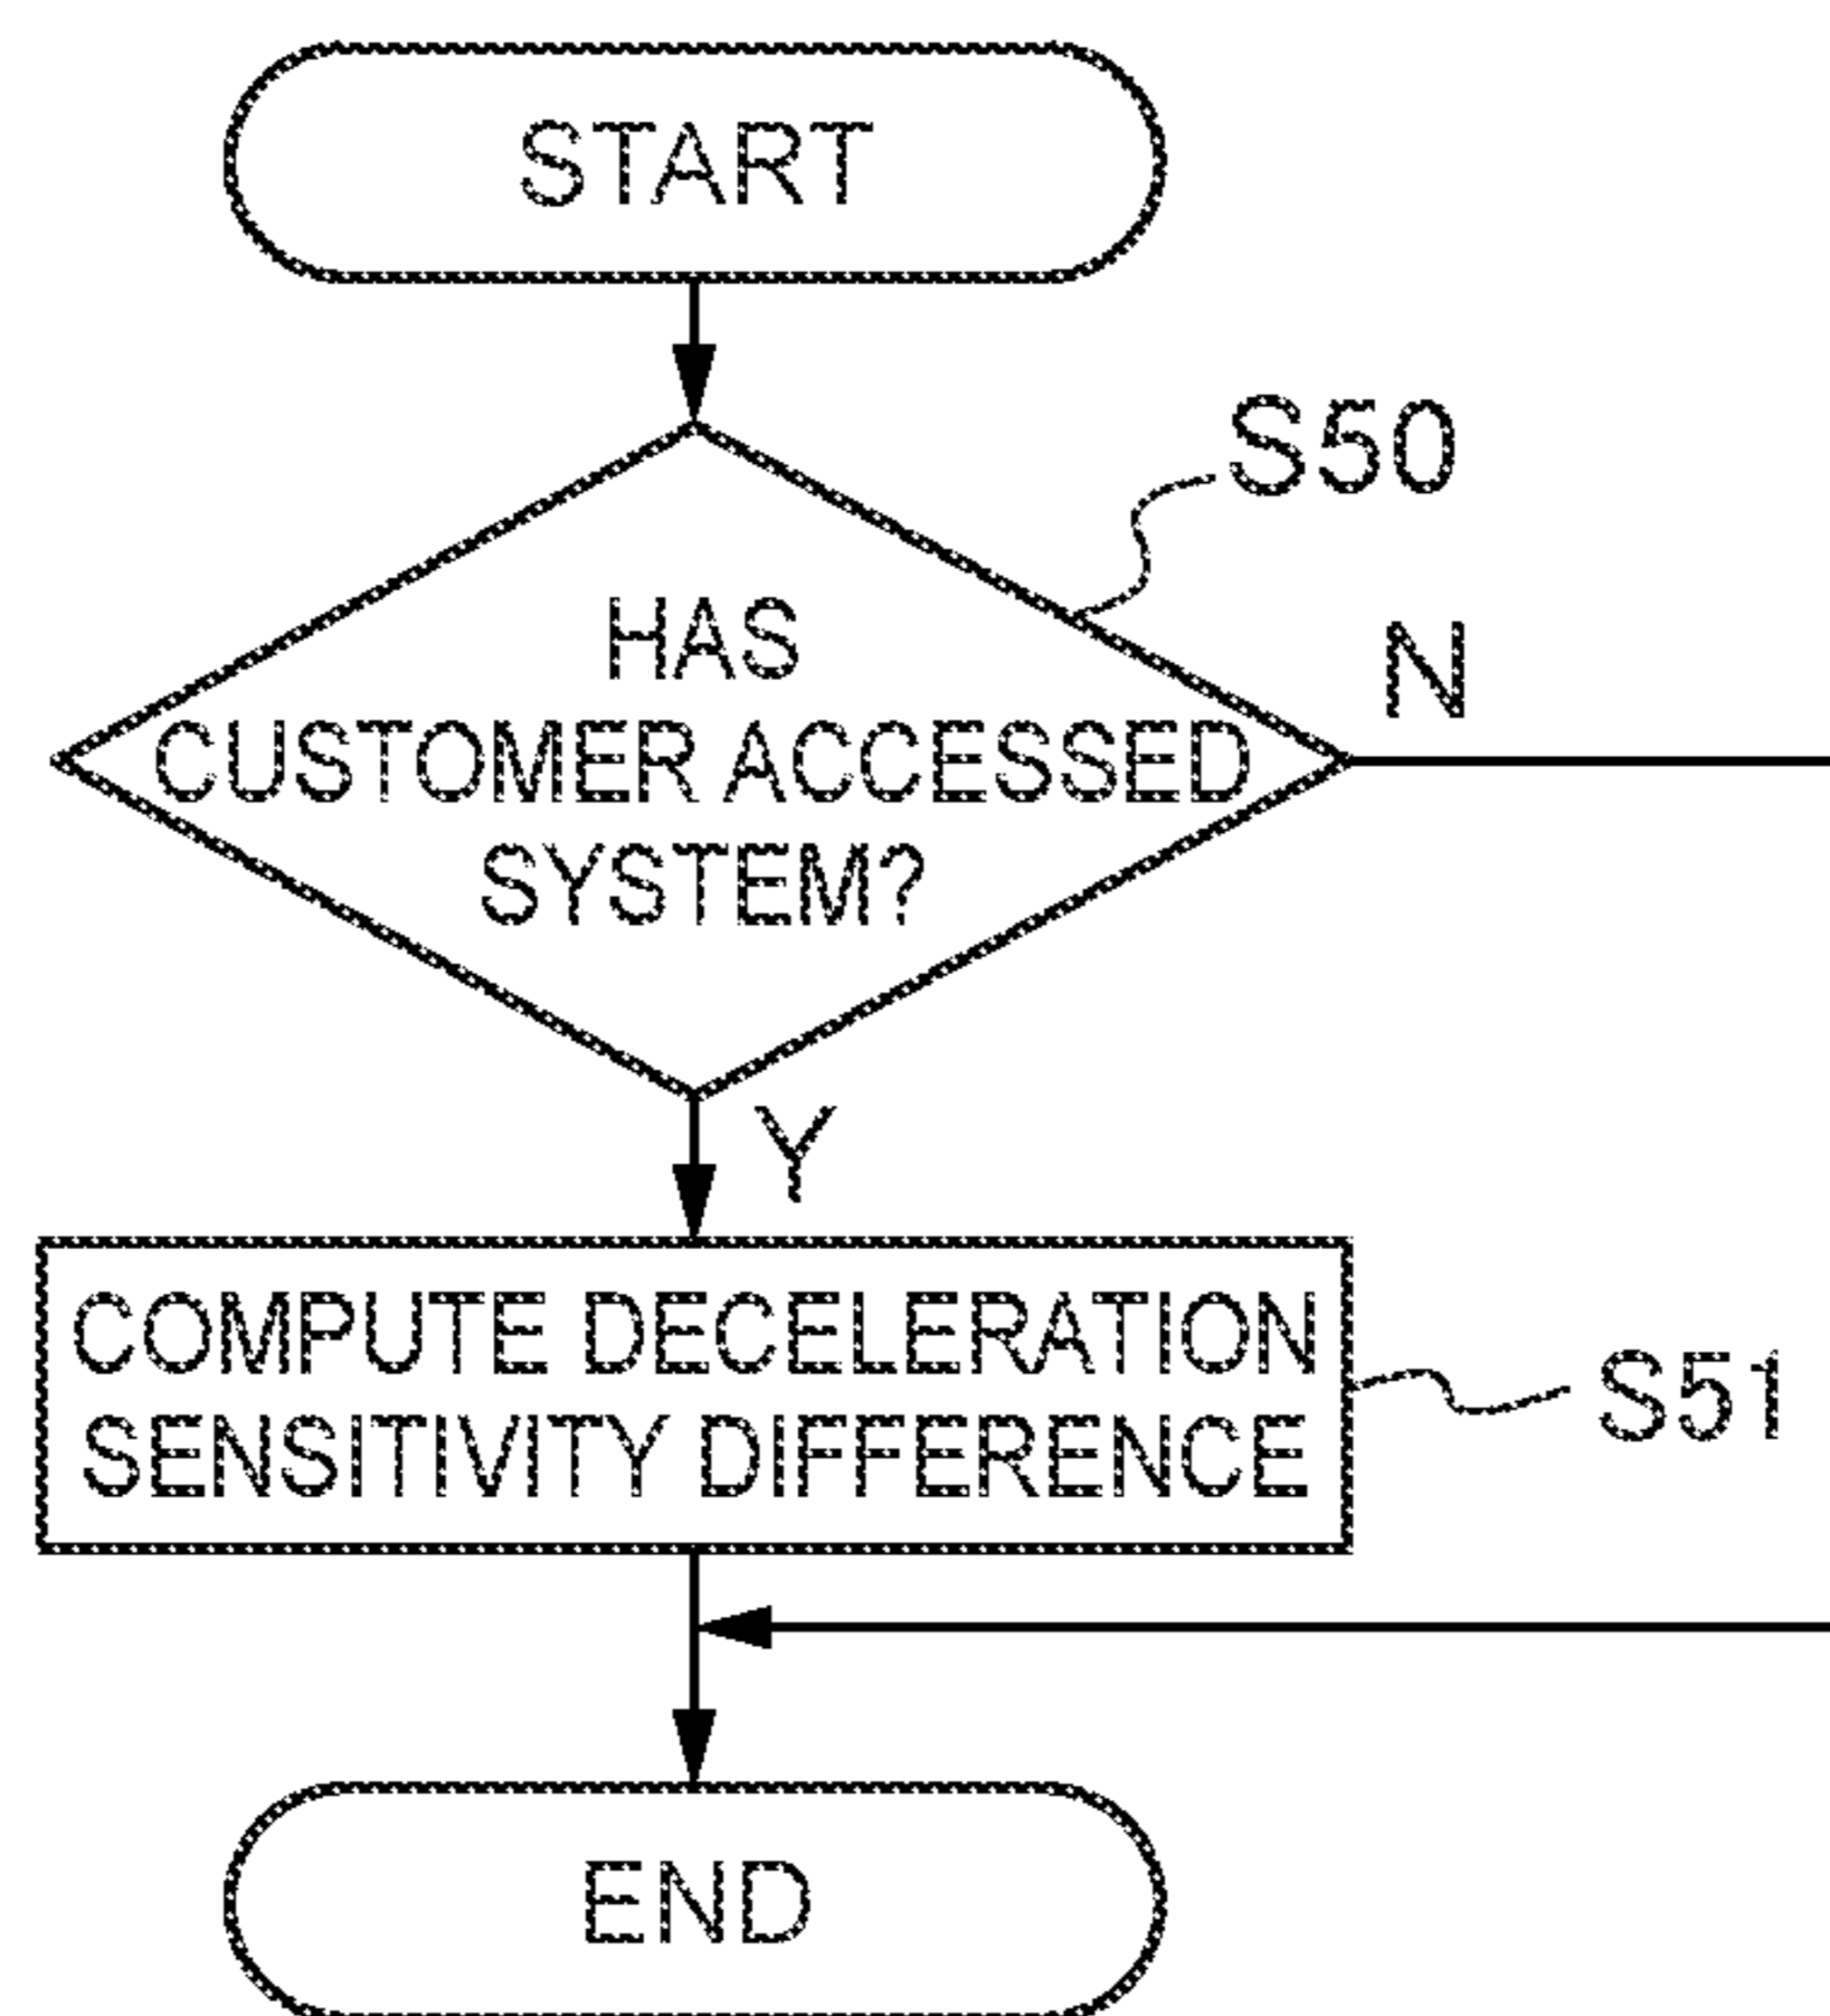 START
S50
HAS
N
CUSTOMER ACCESSED
SYSTEM?
Y
COMPUTE DECELERATION
SENSITIVITY DIFFERENCE
S51
END